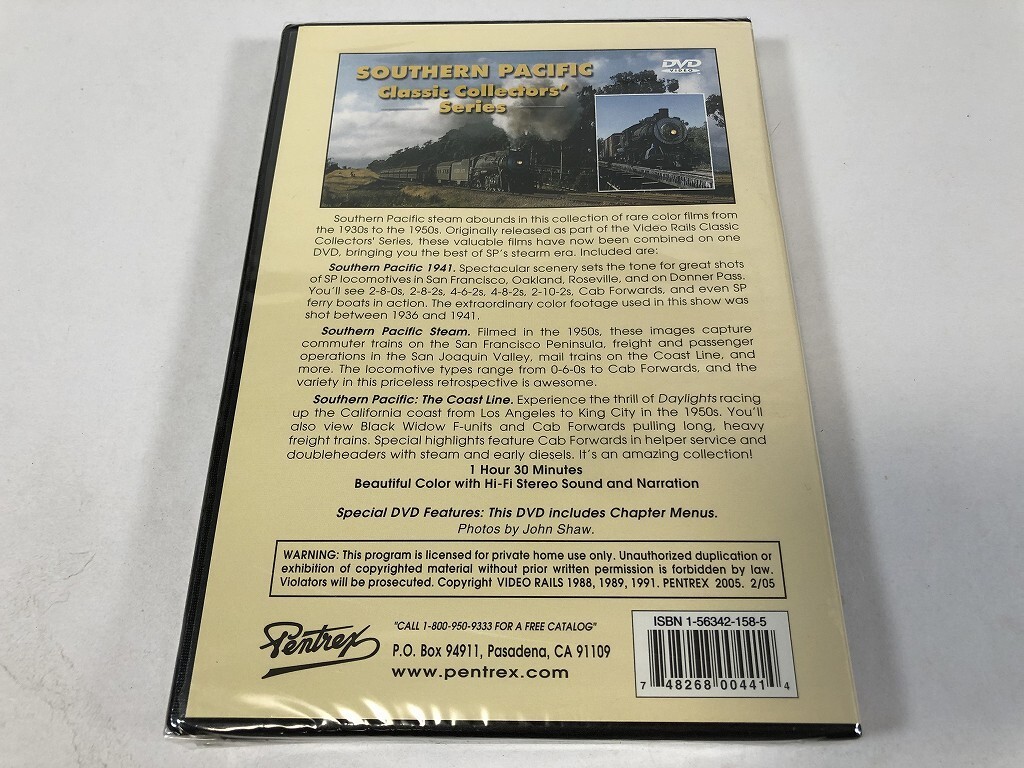 SOUTHERN PACIFIC
Classic Collectors'
Series
DVD
VIDEO
Southern Pacific steam abounds in this collection of rare color films from
the 1930s to the 1950s. Originally released as part of the Video Rails Classic
Collectors' Series, these valuable films have now been combined on one
DVD, bringing you the best of SP's steam era. Included are:
Southern Pacific 1941. Spectacular scenery sets the tone for great shots
of SP locomotives in San Francisco, Oakland, Roseville, and on Donner Pass.
You'll see 2-8-0s, 2-8-2s, 4-6-2s, 4-8-2s, 2-10-2s, Cab Forwards, and even SP
ferry boats in action. The extraordinary color footage used in this show was
shot between 1936 and 1941.
Southern Pacific Steam. Filmed in the 1950s, these images capture
commuter trains on the San Francisco Peninsula, freight and passenger
operations in the San Joaquin Valley, mail trains on the Coast Line, and
more. The locomotive types range from 0-6-0s to Cab Forwards, and the
variety in this priceless retrospective is awesome.
Southern Pacific: The Coast Line. Experience the thrill of Daylights racing
up the California coast from Los Angeles to King City in the 1950s. You'll
also view Black Widow F-units and Cab Forwards pulling long, heavy
freight trains. Special highlights feature Cab Forwards in helper service and
doubleheaders with steam and early diesels. It's an amazing collection!
1 Hour 30 Minutes
Beautiful Color with Hi-Fi Stereo Sound and Narration
Special DVD Features: This DVD includes Chapter Menus.
Photos by John Shaw.
WARNING: This program is licensed for private home use only. Unauthorized duplication or
exhibition of copyrighted material without prior written permission is forbidden by law.
Violators will be prosecuted. Copyright VIDEO RAILS 1988, 1989, 1991. PENTREX 2005. 2/05
Pentrex
"CALL 1-800-950-9333 FOR A FREE CATALOG"
P.O. Box 94911, Pasadena, CA 91109
www.pentrex.com
ISBN 1-56342-158-5
7 48268 00441 4